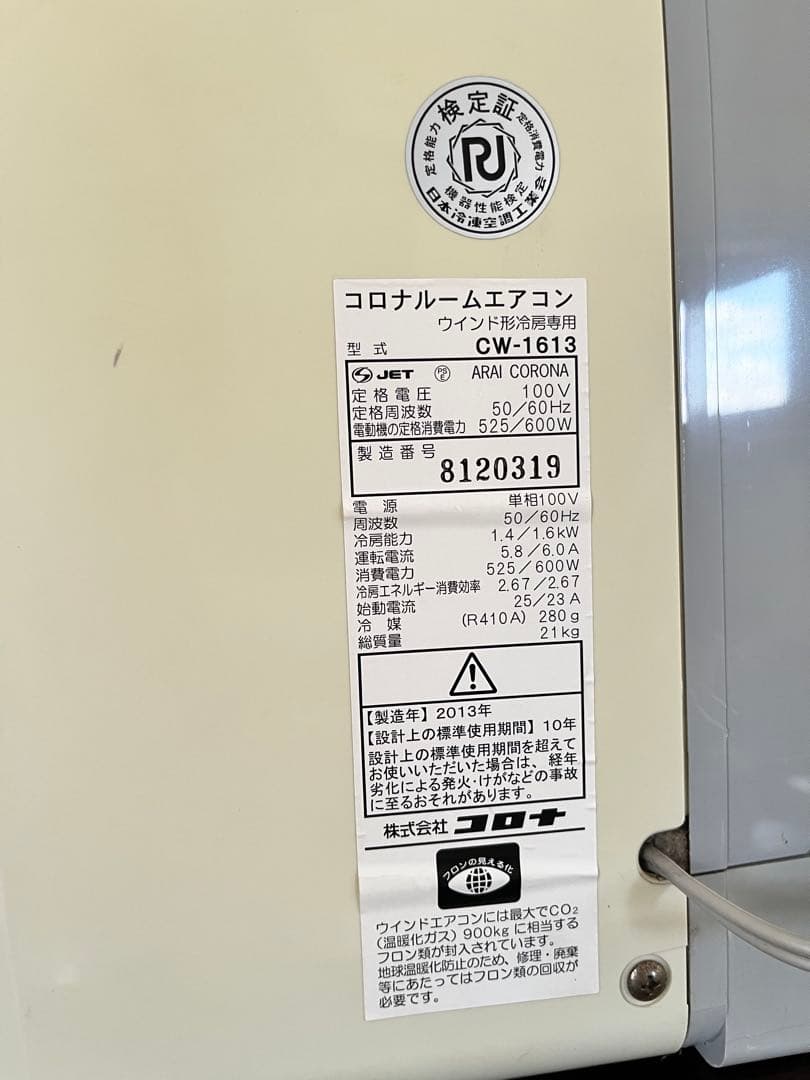 検定証
定格能力
定格消費電力
RJ
機器性能検定
日本冷凍空調工業会
コロナルームエアコン
ウインド形冷房専用
型式 CW-1613
JET PSE ARAI CORONA
定格電圧 100V
定格周波数 50/60Hz
電動機の定格消費電力 525/600W
製造番号 8120319
電源 単相100V
周波数 50/60Hz
冷房能力 1.4/1.6kW
運転電流 5.8/6.0A
消費電力 525/600W
冷房エネルギー消費効率 2.67/2.67
始動電流 25/23A
冷媒 (R410A) 280g
総質量 21kg
【製造年】2013年
【設計上の標準使用期間】10年
設計上の標準使用期間を超えて
お使いいただいた場合は、経年
劣化による発火・けがなどの事故
に至るおそれがあります。
株式会社コロナ
フロンの見える化
ウインドエアコンには最大でCO₂
(温暖化ガス) 900kgに相当する
フロン類が封入されています。
地球温暖化防止のため、修理・廃棄
等にあたってはフロン類の回収が
必要です。